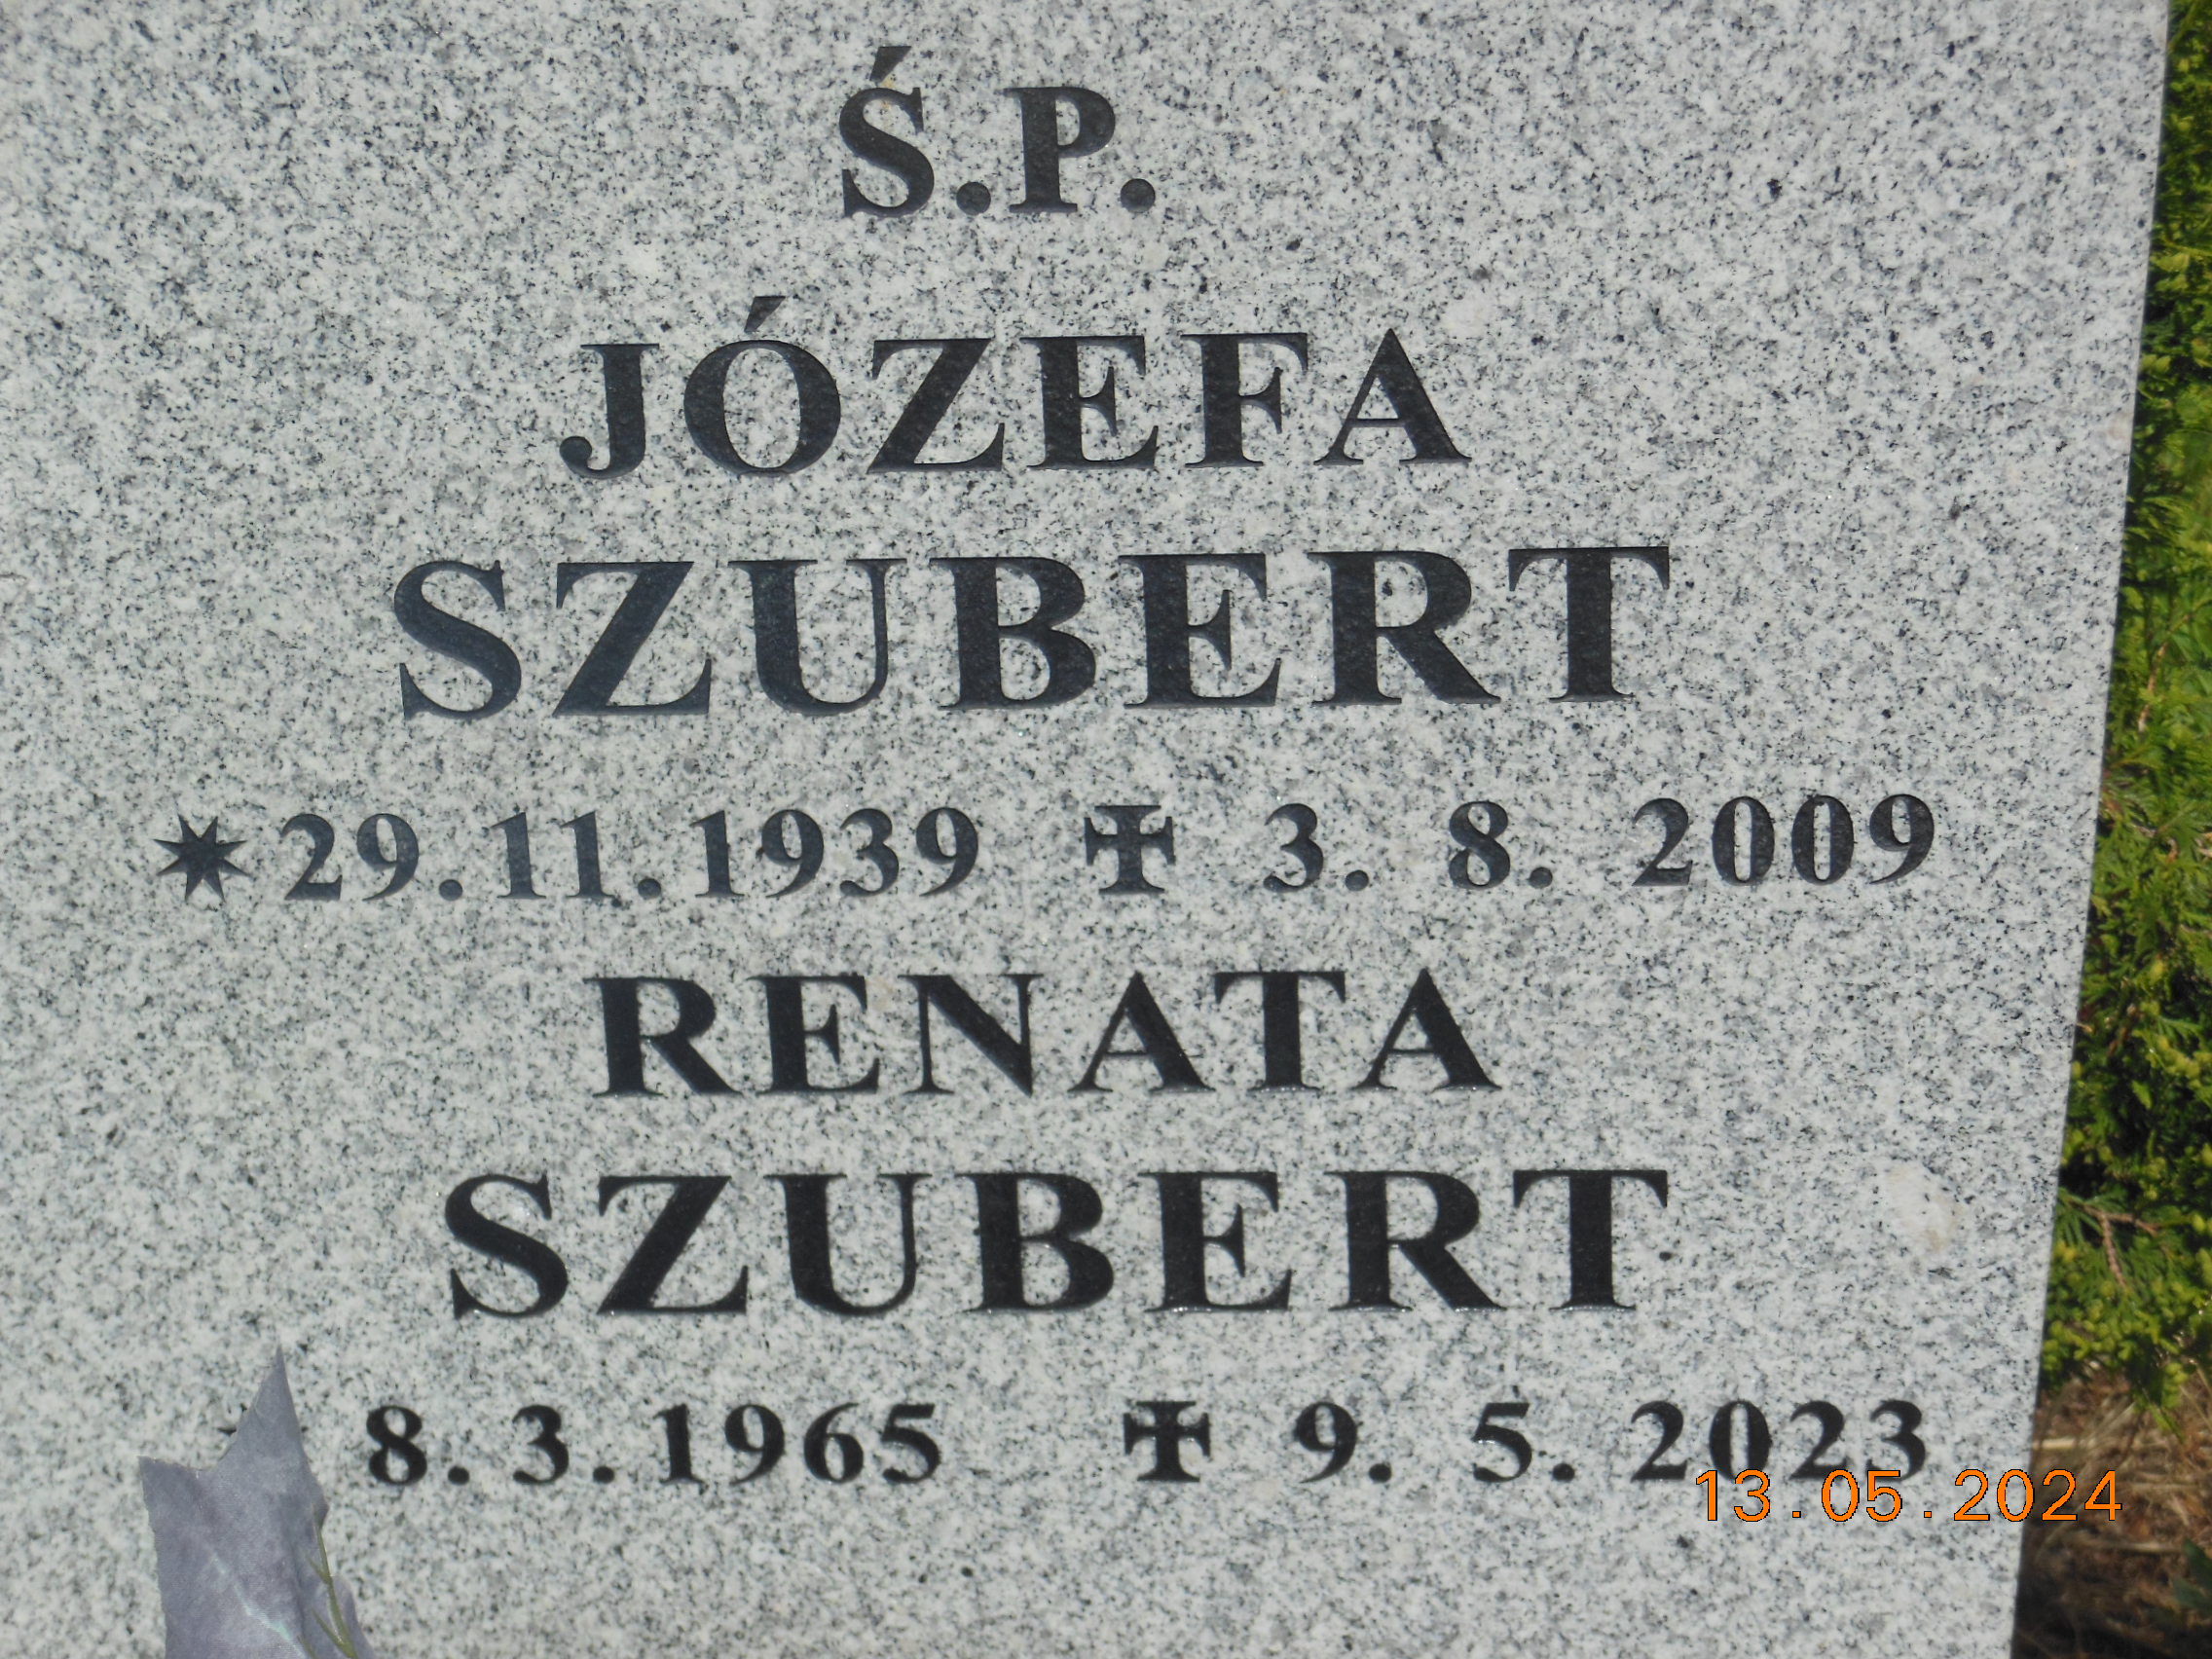 Ś.P.
JÓZEFA
SZUBERT
✷ 29.11.1939 ✠ 3. 8. 2009
RENATA
SZUBERT
8. 3. 1965 ✠ 9. 5. 2023
13.05.2024